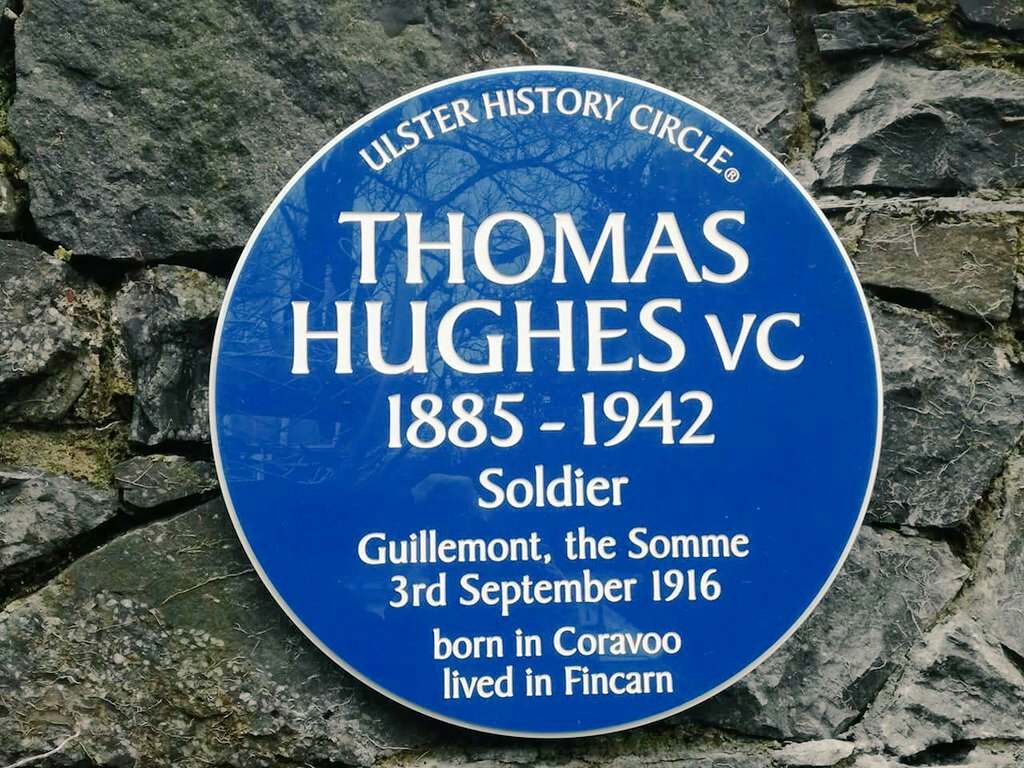 ULSTER HISTORY CIRCLE®
THOMAS
HUGHES VC
1885 - 1942
Soldier
Guillemont, the Somme
3rd September 1916
born in Coravoo
lived in Fincarn